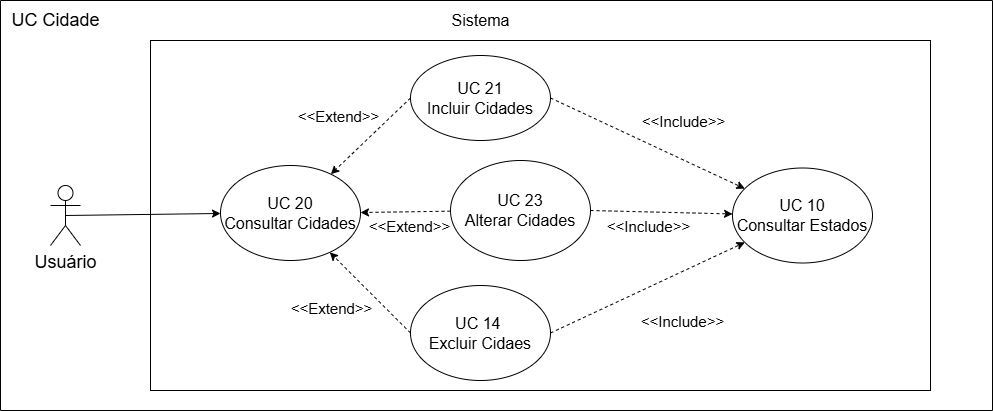 UC Cidade
Sistema
UC 21
Incluir Cidades
<<Extend>>
<<Include>>
UC 20
Consultar Cidades
UC 23
Alterar Cidades
UC 10
Consultar Estados
<<Extend>>
<<Include>>
Usuário
<<Extend>>
<<Include>>
UC 14
Excluir Cidaes